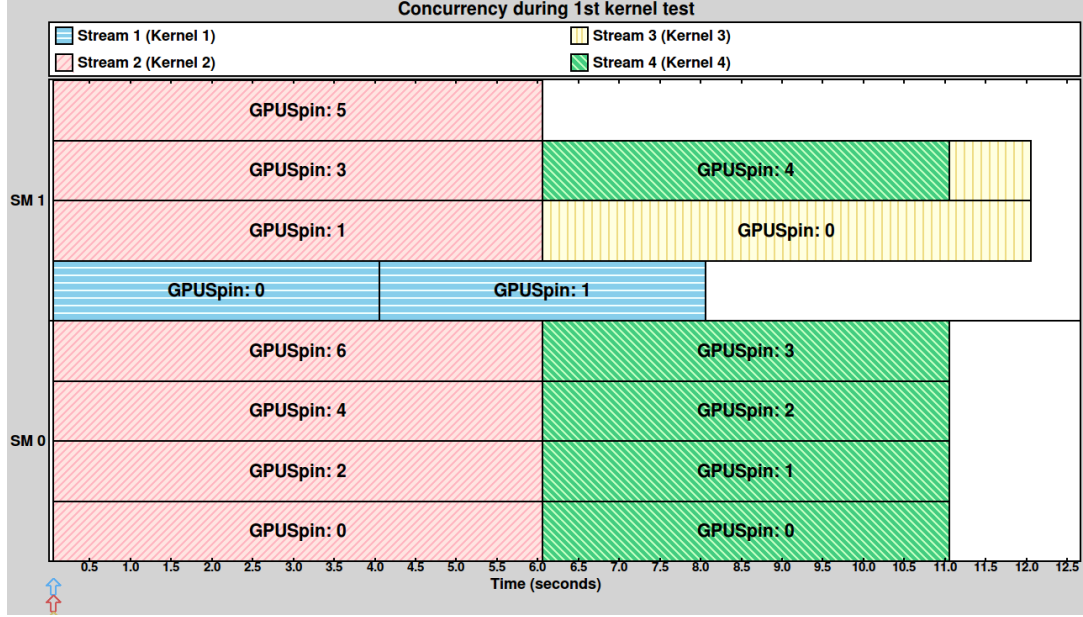 Concurrency during 1st kernel test
Stream 1 (Kernel 1)
Stream 3 (Kernel 3)
Stream 2 (Kernel 2)
Stream 4 (Kernel 4)
GPUSpin: 5
GPUSpin: 3
GPUSpin: 4
SM 1
GPUSpin: 1
GPUSpin: 0
GPUSpin: 0
GPUSpin: 1
GPUSpin: 6
GPUSpin: 3
GPUSpin: 4
GPUSpin: 2
SM 0
GPUSpin: 2
GPUSpin: 1
GPUSpin: 0
GPUSpin: 0
0.5 1.0 1.5 2.0 2.5 3.0 3.5 4.0 4.5 5.0 5.5 6.0 6.5 7.0 7.5 8.0 8.5 9.0 9.5 10.0 10.5 11.0 11.5 12.0 12.5
Time (seconds)